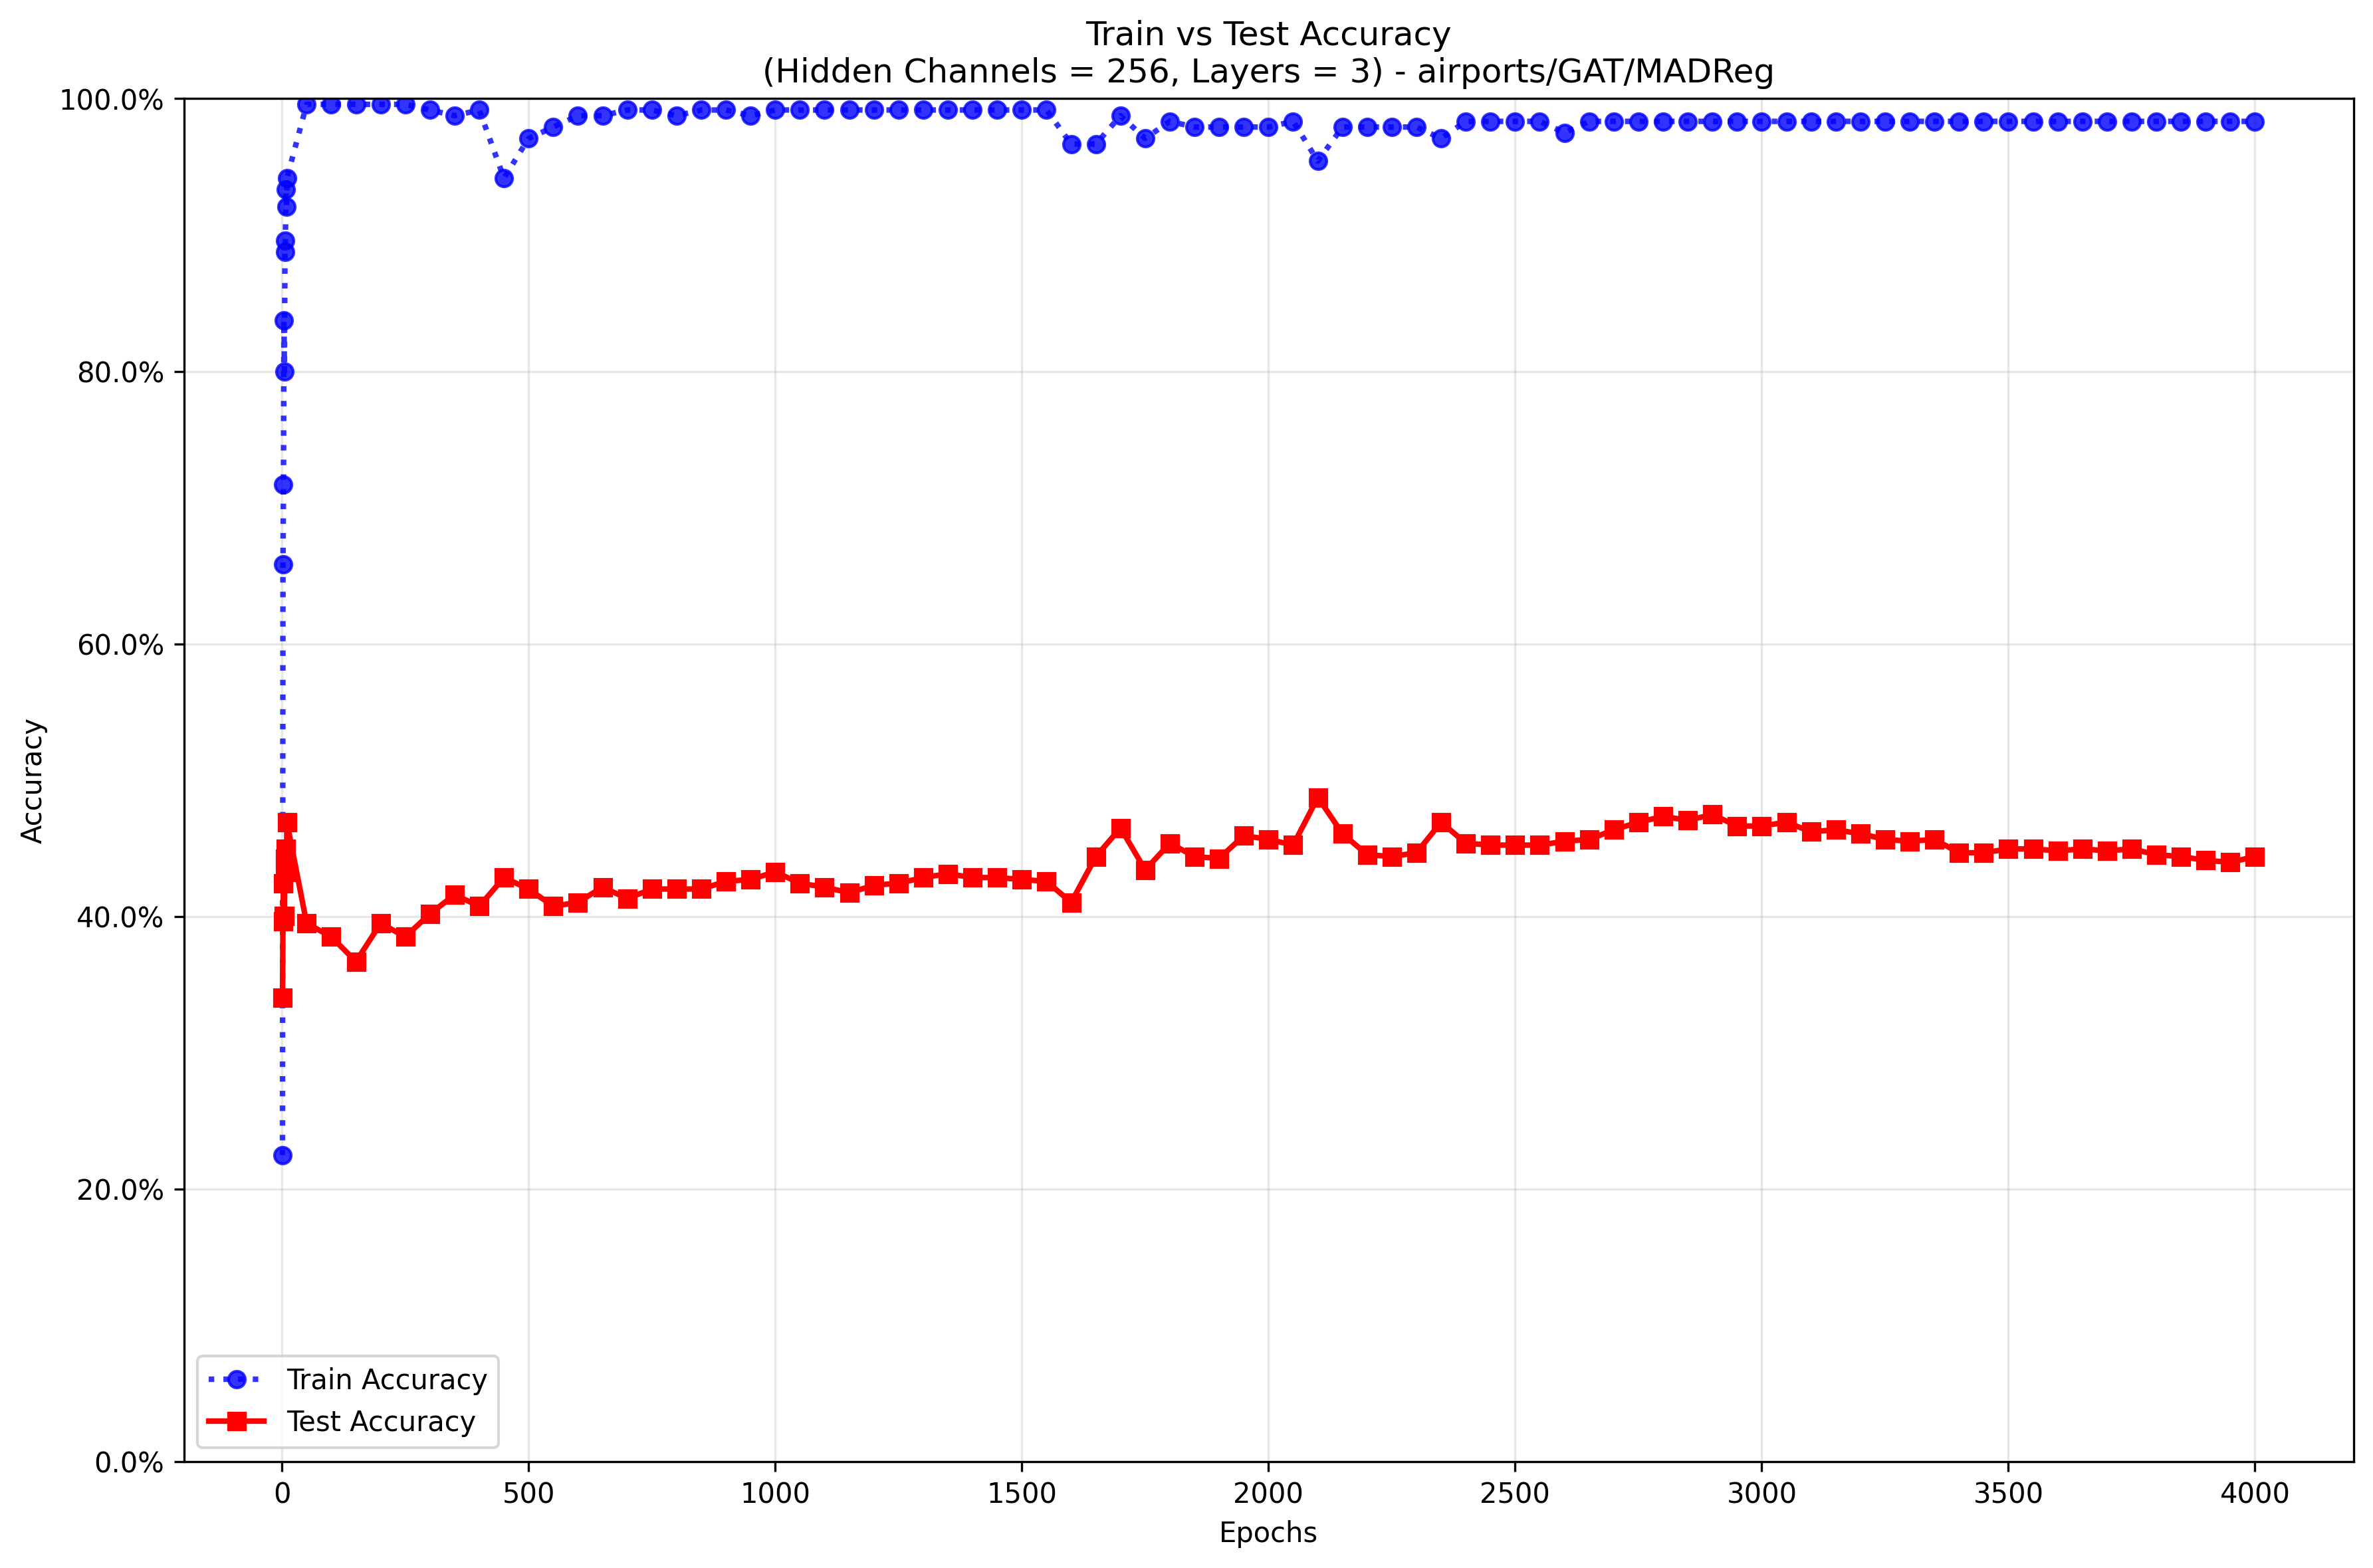 Train vs Test Accuracy
(Hidden Channels = 256, Layers = 3) - airports/GAT/MADReg
100.0%
80.0%
60.0%
40.0%
20.0%
0.0%
Accuracy
Train Accuracy
Test Accuracy
0 500 1000 1500 2000 2500 3000 3500 4000
Epochs